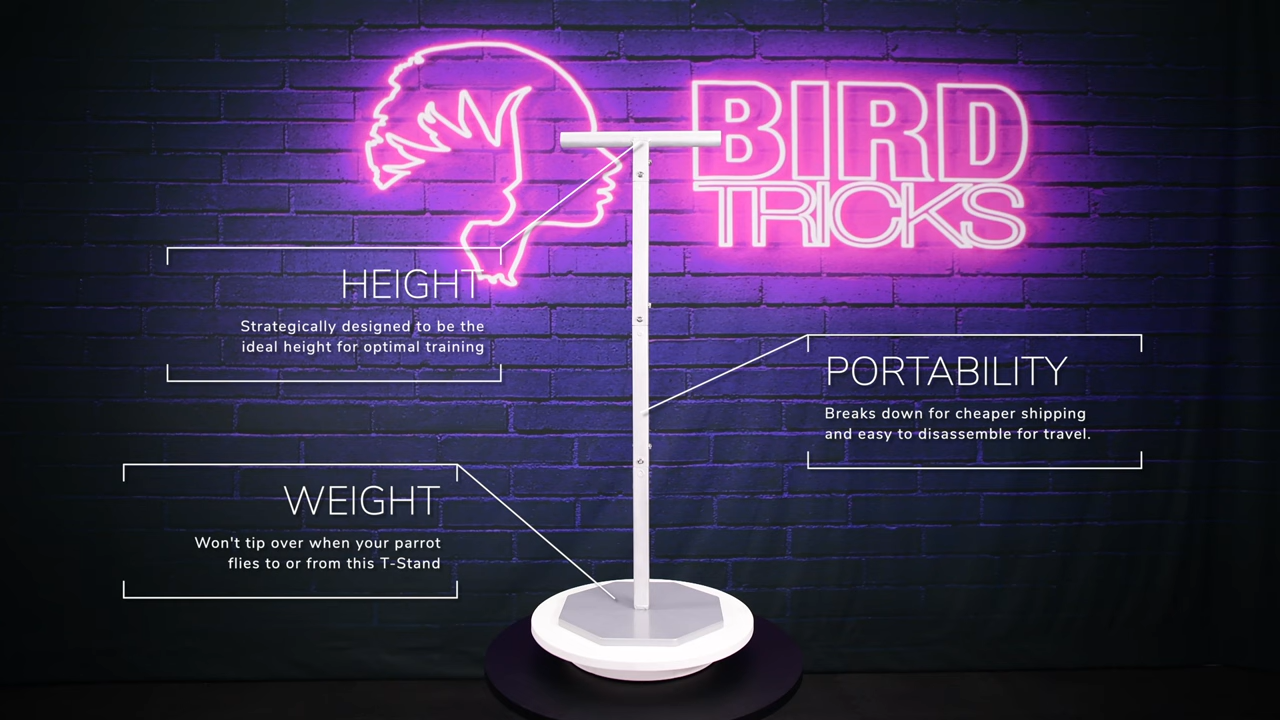 BIRD
TRICKS
HEIGHT
Strategically designed to be the
ideal height for optimal training
PORTABILITY
Breaks down for cheaper shipping
and easy to disassemble for travel.
WEIGHT
Won't tip over when your parrot
flies to or from this T-Stand